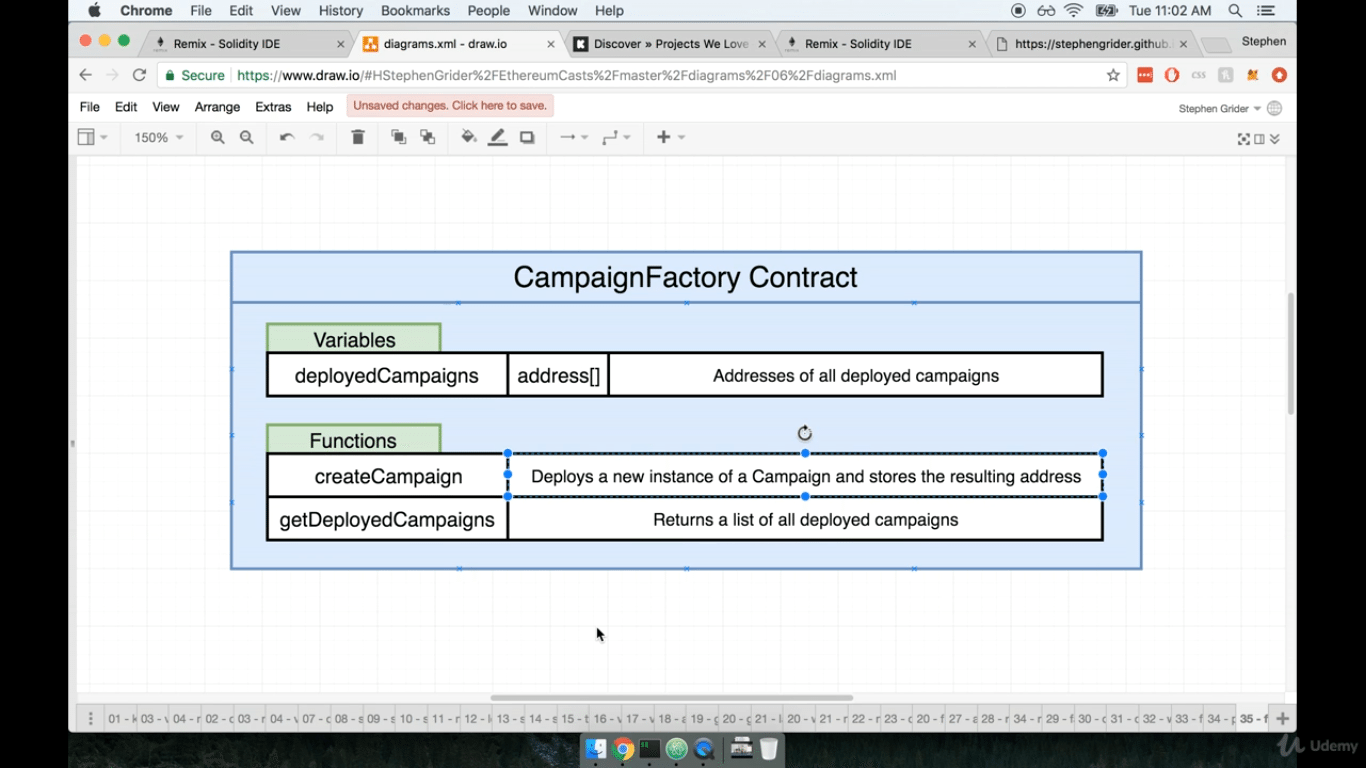 Chrome File Edit View History Bookmarks People Window Help Tue 11:02 AM
Remix - Solidity IDE diagrams.xml - draw.io Discover » Projects We Love Remix - Solidity IDE https://stephengrider.github. Stephen
Secure https://www.draw.io/#HStephenGrider%2FEthereumCasts%2Fmaster%2Fdiagrams%2F06%2Fdiagrams.xml
File Edit View Arrange Extras Help Unsaved changes. Click here to save. Stephen Grider
150%
CampaignFactory Contract
Variables
deployedCampaigns address[] Addresses of all deployed campaigns
Functions
createCampaign Deploys a new instance of a Campaign and stores the resulting address
getDeployedCampaigns Returns a list of all deployed campaigns
01 - k 03 - v 04 - r 02 - c 03 - r 04 - v 07 - c 08 - s 09 - s 10 - s 11 - r 12 - k 13 - s 14 - s 15 - t 16 - v 17 - v 18 - a 19 - g 20 - g 21 - l 20 - v 21 - r 22 - r 23 - c 20 - f 27 - a 28 - r 34 - r 29 - f 30 - c 31 - c 32 - v 33 - f 34 - p 35 - f
Udemy